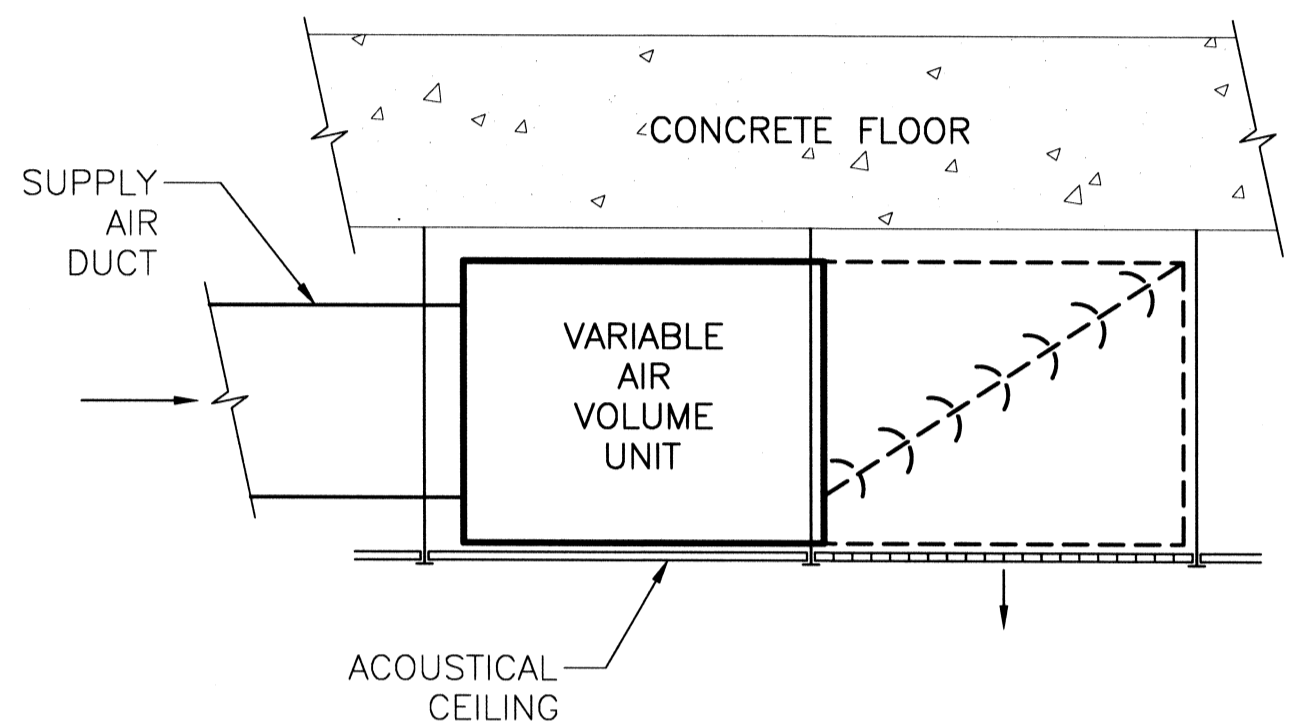 CONCRETE FLOOR
SUPPLY
AIR
DUCT
VARIABLE
AIR
VOLUME
UNIT
ACOUSTICAL
CEILING